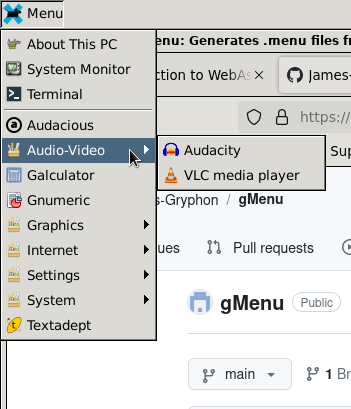 Menu
enu: Generates .menu files fr
About This PC
System Monitor
Terminal
ction to WebAs
James-
https://
Audacious
Audio-Video
Audacity
Sup
Galculator
VLC media player
Gnumeric
s-Gryphon / gMenu
Graphics
Internet
ues
Pull requests
Settings
System
gMenu
Public
Textadept
main
1 Br